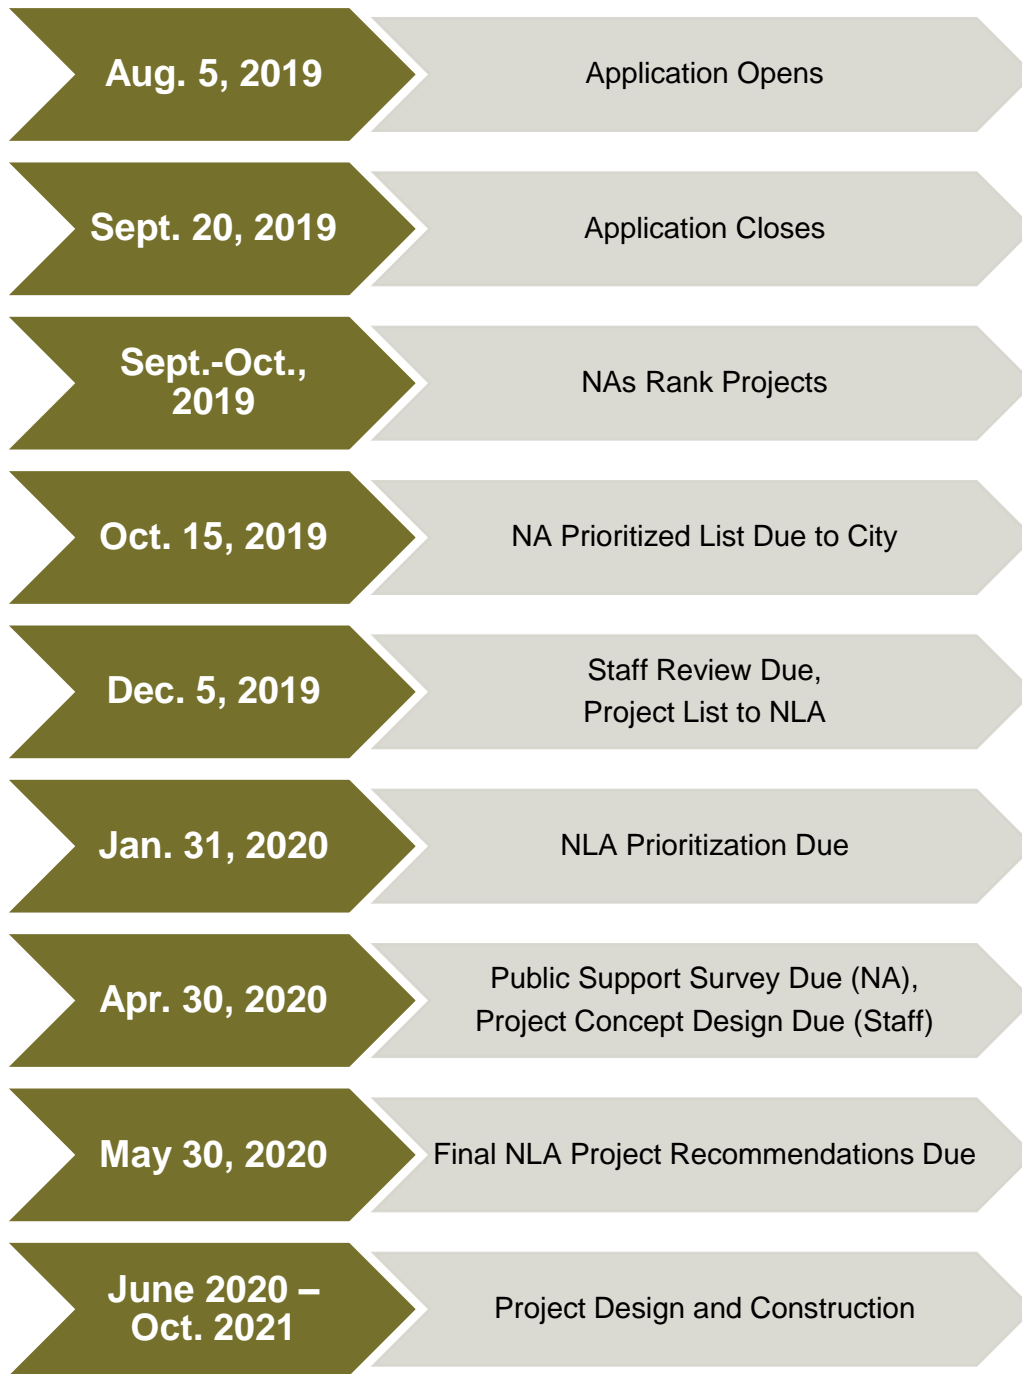 Aug. 5, 2019
Application Opens
Sept. 20, 2019
Application Closes
Sept.-Oct.,
2019
NAs Rank Projects
Oct. 15, 2019
NA Prioritized List Due to City
Dec. 5, 2019
Staff Review Due,
Project List to NLA
Jan. 31, 2020
NLA Prioritization Due
Apr. 30, 2020
Public Support Survey Due (NA),
Project Concept Design Due (Staff)
May 30, 2020
Final NLA Project Recommendations Due
June 2020 –
Oct. 2021
Project Design and Construction